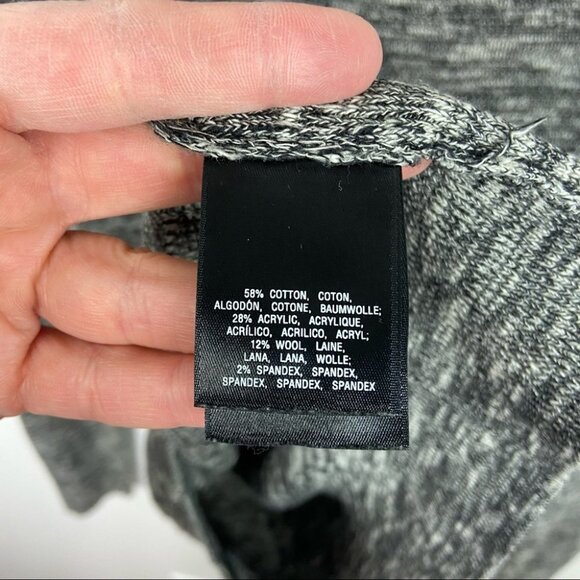 58% COTTON, COTON,
ALGODÓN, COTONE, BAUMWOLLE;
28% ACRYLIC, ACRYLIQUE,
ACRÍLICO, ACRILICO, ACRYL;
12% WOOL, LAINE,
LANA, LANA, WOLLE;
2% SPANDEX, SPANDEX,
SPANDEX, SPANDEX, SPANDEX